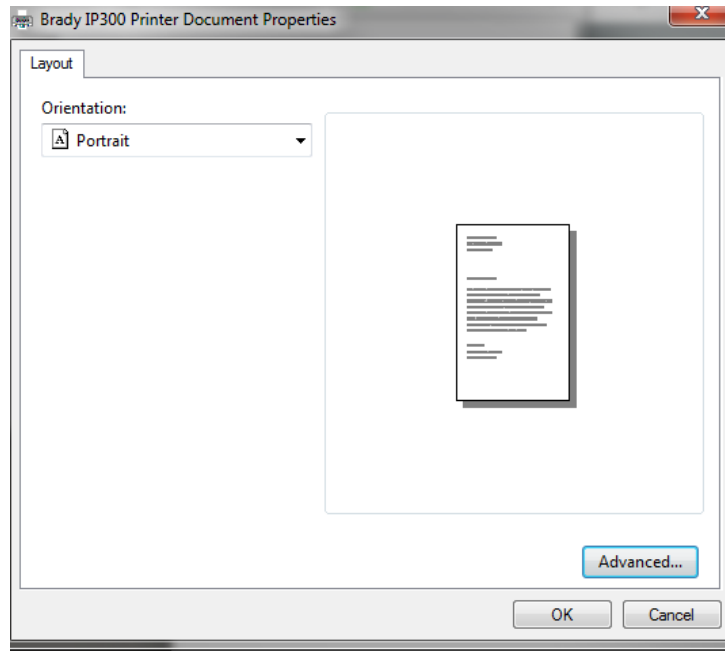 Brady IP300 Printer Document Properties
Layout
Orientation:
A Portrait
Advanced...
OK Cancel